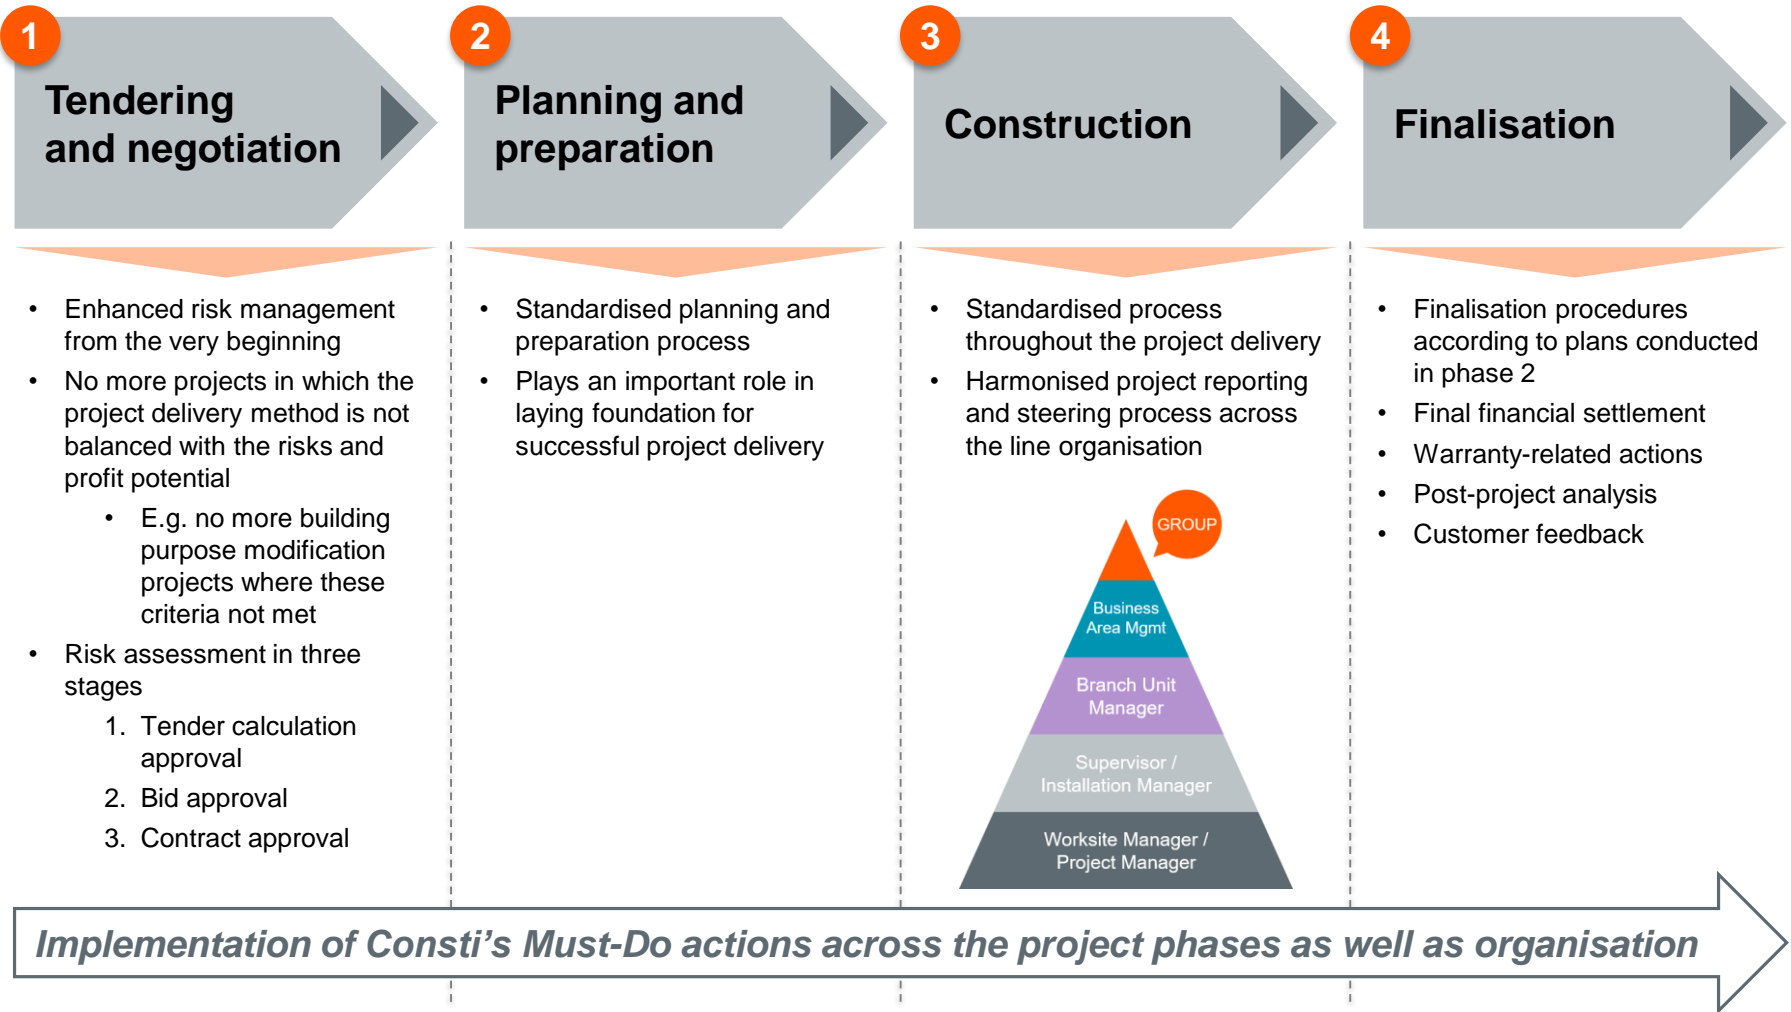 1
Tendering
and negotiation
• Enhanced risk management
from the very beginning
• No more projects in which the
project delivery method is not
balanced with the risks and
profit potential
• E.g. no more building
purpose modification
projects where these
criteria not met
• Risk assessment in three
stages
1. Tender calculation
approval
2. Bid approval
3. Contract approval
2
Planning and
preparation
• Standardised planning and
preparation process
• Plays an important role in
laying foundation for
successful project delivery
3
Construction
• Standardised process
throughout the project delivery
• Harmonised project reporting
and steering process across
the line organisation
GROUP
Business
Area Mgmt
Branch Unit
Manager
Supervisor /
Installation Manager
Worksite Manager /
Project Manager
4
Finalisation
• Finalisation procedures
according to plans conducted
in phase 2
• Final financial settlement
• Warranty-related actions
• Post-project analysis
• Customer feedback
Implementation of Consti’s Must-Do actions across the project phases as well as organisation